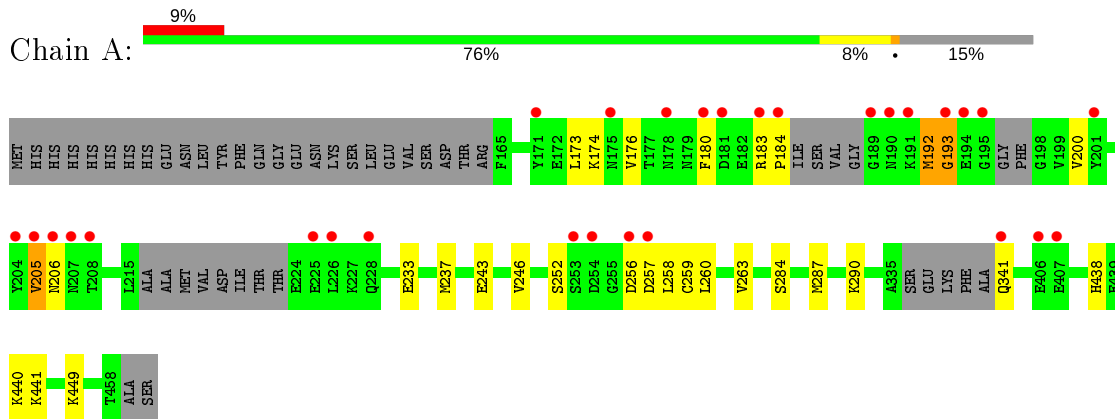 9%
Chain A:
76% 8% • 15%
MET HIS HIS HIS HIS HIS HIS HIS GLU ASN LEU TYR PHE GLN GLY GLU ASN LYS SER LEU GLU VAL SER ASP THR ARG F165 Y171 E172 L173 K174 N175 V176 T177 N178 N179 F180 D181 E182 R183 P184 ILE SER VAL GLY G189 N190 K191 M192 G193 E194 G195 GLY PHE G198 V199 V200 Y201
Y204 V205 N206 N207 T208 L215 ALA ALA MET VAL ASP ILE THR THR E224 E225 L226 K227 Q228 E233 M237 E243 V246 S252 S253 D254 G255 D256 D257 L258 C259 L260 V263 S284 M287 K290 A335 SER GLU LYS PHE ALA Q341 E406 E407 H438 E439
K440 K441 K449 T458 ALA SER